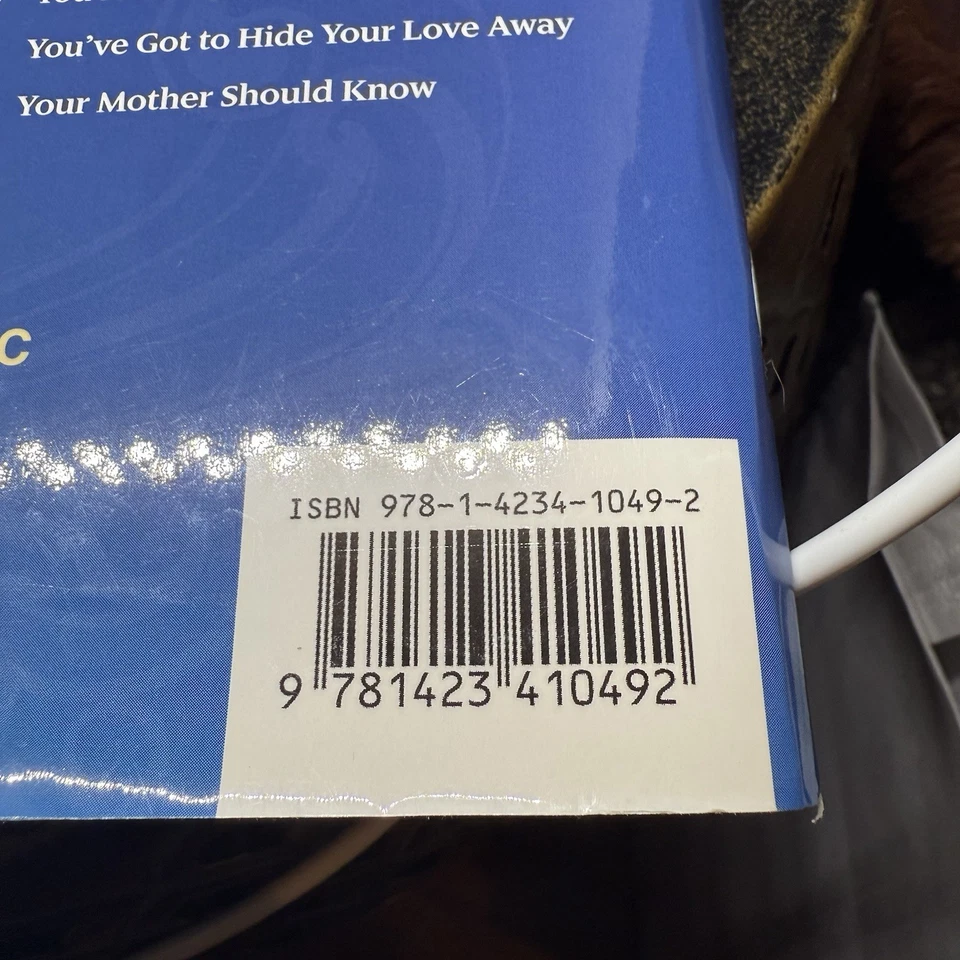 You've Got to Hide Your Love Away
Your Mother Should Know
C
ISBN 978-1-4234-1049-2
9 781423 410492